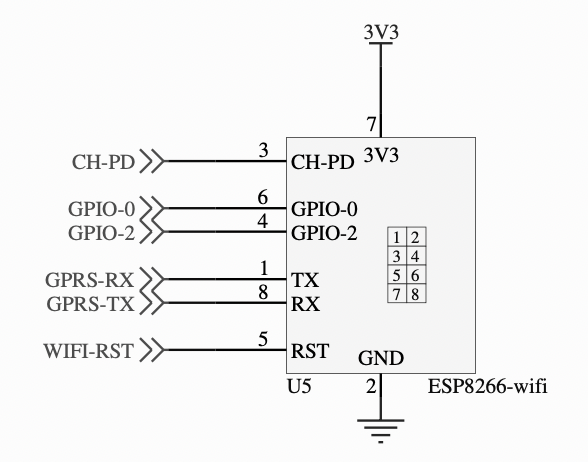 3V3
7
CH-PD 3 CH-PD 3V3
GPIO-0 6 GPIO-0
GPIO-2 4 GPIO-2
1 2
3 4
5 6
7 8
GPRS-RX 1 TX
GPRS-TX 8 RX
WIFI-RST 5 RST
GND
U5 2 ESP8266-wifi